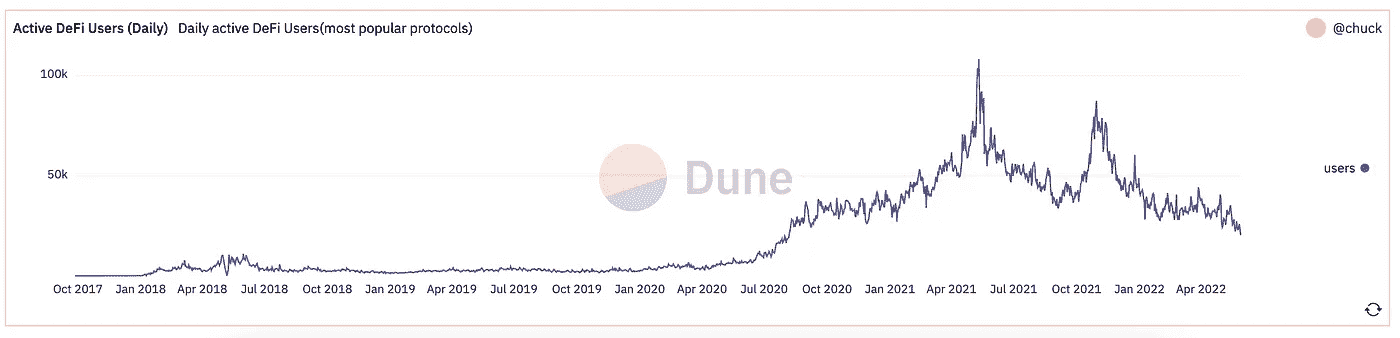 Active DeFi Users (Daily) Daily active DeFi Users(most popular protocols) @chuck
100k
50k
Dune
users
Oct 2017 Jan 2018 Apr 2018 Jul 2018 Oct 2018 Jan 2019 Apr 2019 Jul 2019 Oct 2019 Jan 2020 Apr 2020 Jul 2020 Oct 2020 Jan 2021 Apr 2021 Jul 2021 Oct 2021 Jan 2022 Apr 2022